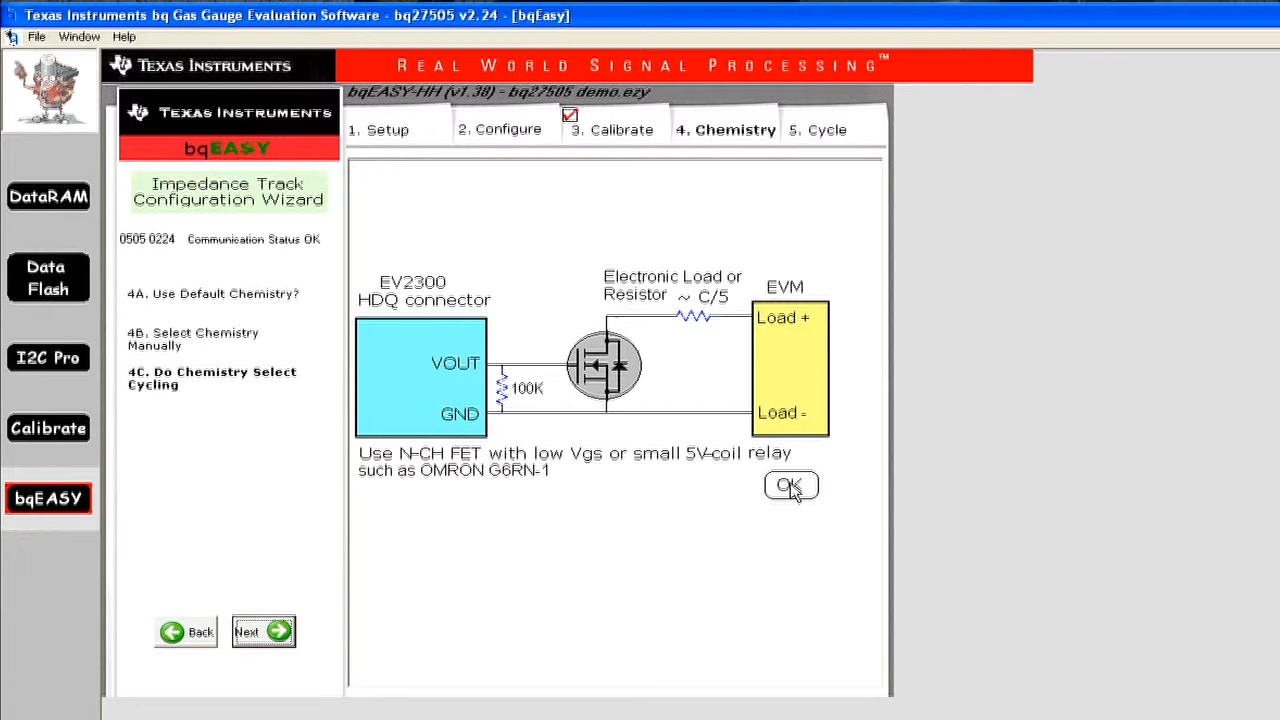 Texas Instruments bq Gas Gauge Evaluation Software - bq27505 v2.24 - [bqEasy]
File Window Help
TEXAS INSTRUMENTS
REAL WORLD SIGNAL PROCESSING™
bqEASY-HH (v1.38) - bq27505 demo.ezy
TEXAS INSTRUMENTS
bqEASY
1. Setup
2. Configure
3. Calibrate
4. Chemistry
5. Cycle
Impedance Track
Configuration Wizard
0505 0224 Communication Status OK
4A. Use Default Chemistry?
4B. Select Chemistry
Manually
4C. Do Chemistry Select
Cycling
Back
Next
DataRAM
Data
Flash
I2C Pro
Calibrate
bqEASY
EV2300
HDQ connector
VOUT
GND
100K
Electronic Load or
Resistor ~ C/5
EVM
Load +
Load -
Use N-CH FET with low Vgs or small 5V-coil relay
such as OMRON G6RN-1
OK